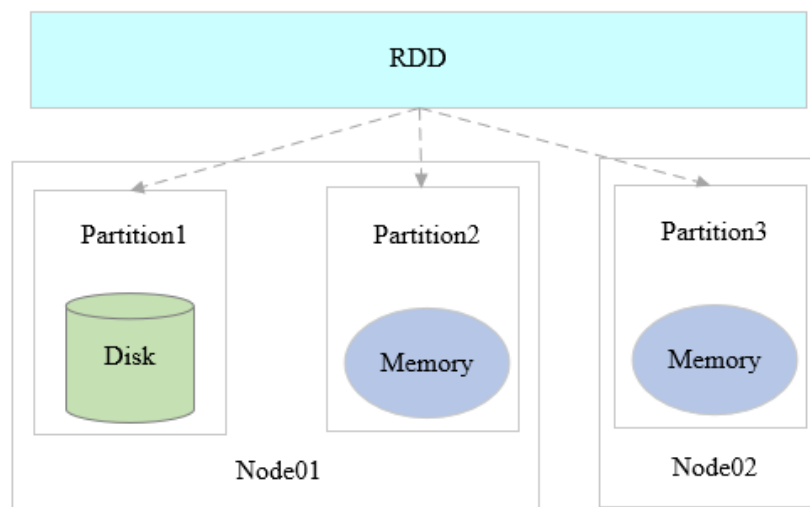 RDD
Partition1
Partition2
Partition3
Disk
Memory
Memory
Node01
Node02